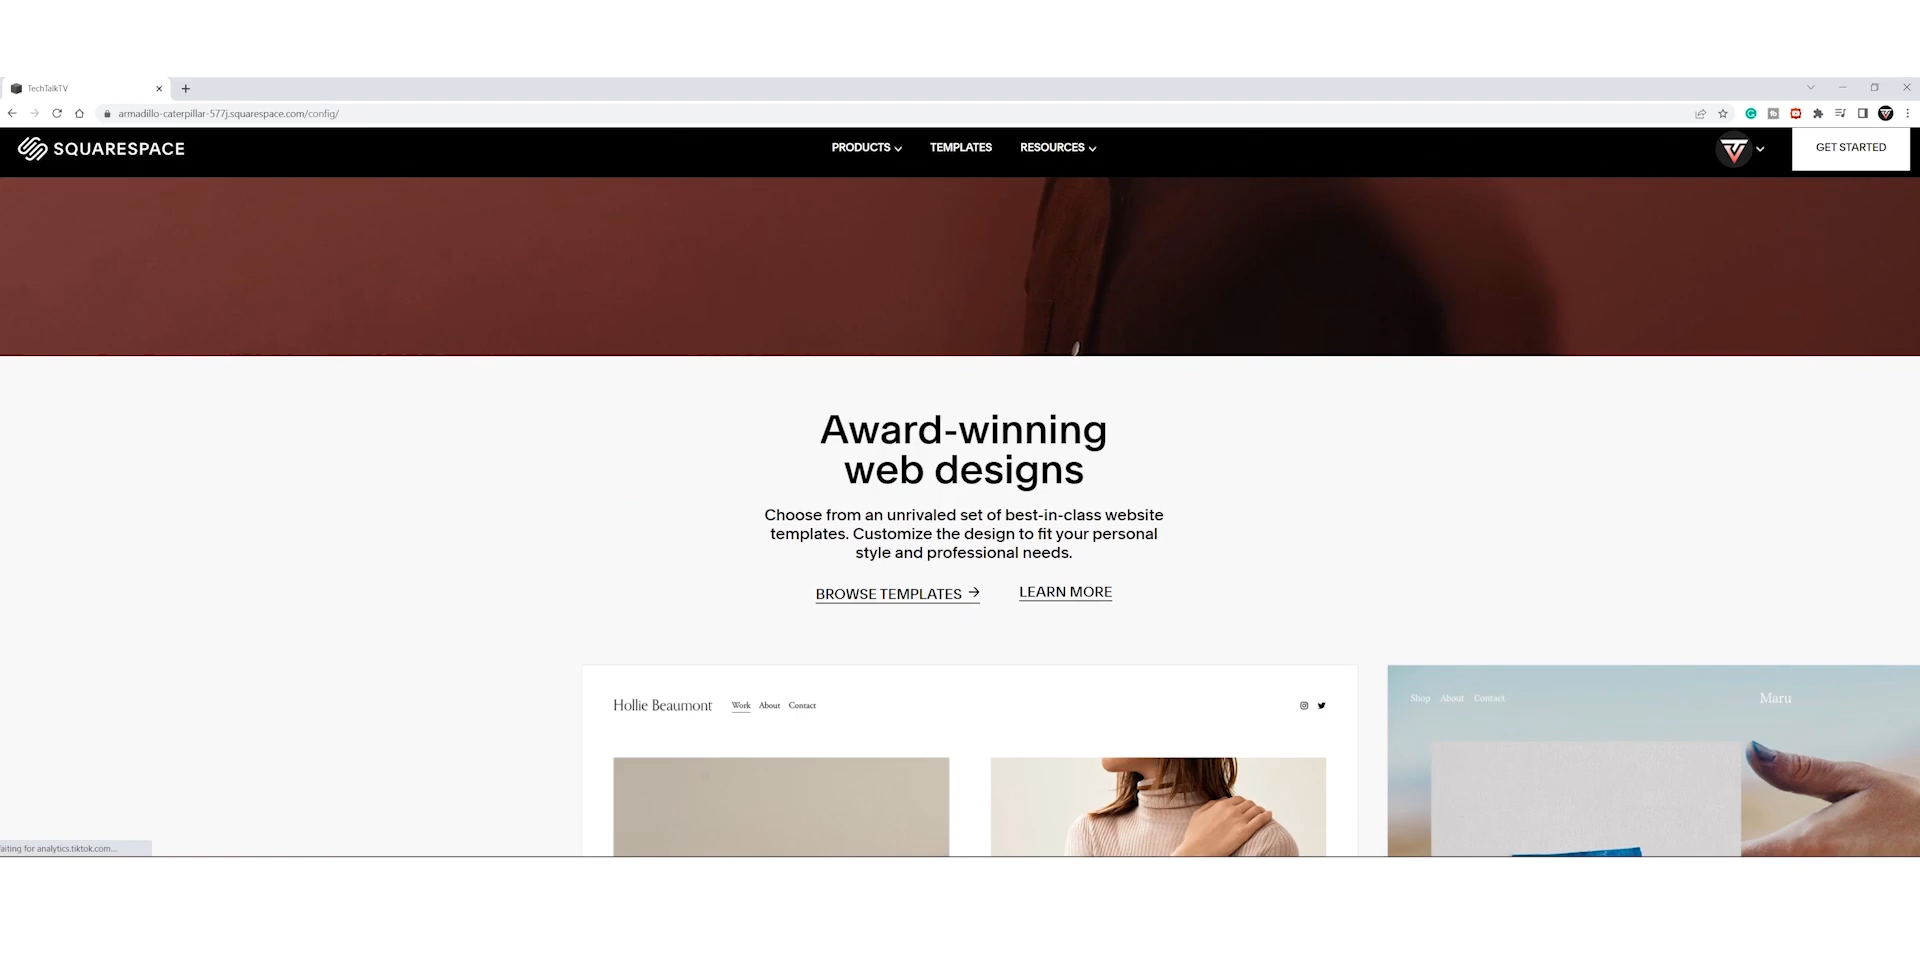 TechTalkTV
armadillo-caterpillar-577j.squarespace.com/config/
SQUARESPACE
PRODUCTS
TEMPLATES
RESOURCES
GET STARTED
Award-winning
web designs
Choose from an unrivaled set of best-in-class website
templates. Customize the design to fit your personal
style and professional needs.
BROWSE TEMPLATES →
LEARN MORE
Hollie Beaumont
Work About Contact
Shop About Contact
Maru
aiting for analytics.tiktok.com...